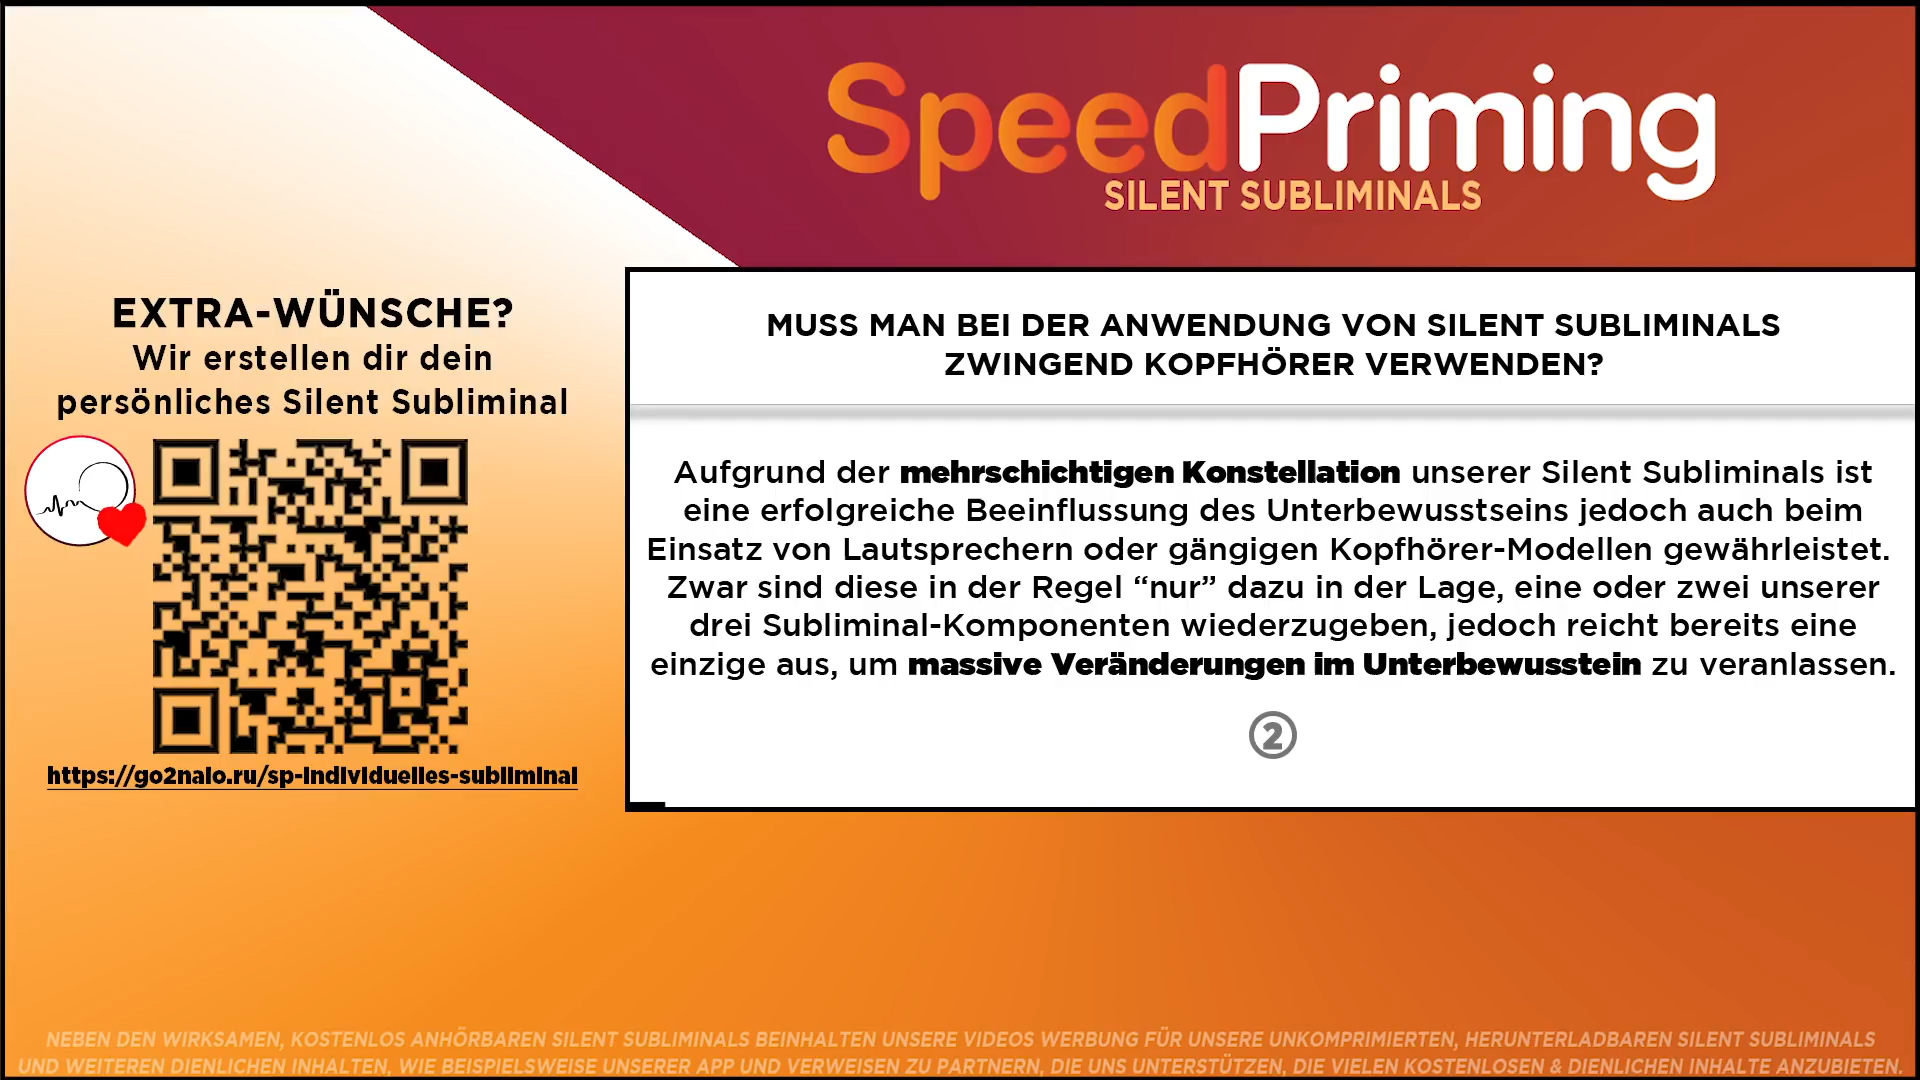 SpeedPriming
SILENT SUBLIMINALS
EXTRA-WÜNSCHE?
Wir erstellen dir dein
persönliches Silent Subliminal
https://go2nalo.ru/sp-individuelles-subliminal
MUSS MAN BEI DER ANWENDUNG VON SILENT SUBLIMINALS
ZWINGEND KOPFHÖRER VERWENDEN?
Aufgrund der mehrschichtigen Konstellation unserer Silent Subliminals ist
eine erfolgreiche Beeinflussung des Unterbewusstseins jedoch auch beim
Einsatz von Lautsprechern oder gängigen Kopfhörer-Modellen gewährleistet.
Zwar sind diese in der Regel “nur” dazu in der Lage, eine oder zwei unserer
drei Subliminal-Komponenten wiederzugeben, jedoch reicht bereits eine
einzige aus, um massive Veränderungen im Unterbewusstein zu veranlassen.
2
NEBEN DEN WIRKSAMEN, KOSTENLOS ANHÖRBAREN SILENT SUBLIMINALS BEINHALTEN UNSERE VIDEOS WERBUNG FÜR UNSERE UNKOMPRIMIERTEN, HERUNTERLADBAREN SILENT SUBLIMINALS
UND WEITEREN DIENLICHEN INHALTEN, WIE BEISPIELSWEISE UNSERER APP UND VERWEISEN ZU PARTNERN, DIE UNS UNTERSTÜTZEN, DIE VIELEN KOSTENLOSEN & DIENLICHEN INHALTE ANZUBIETEN.